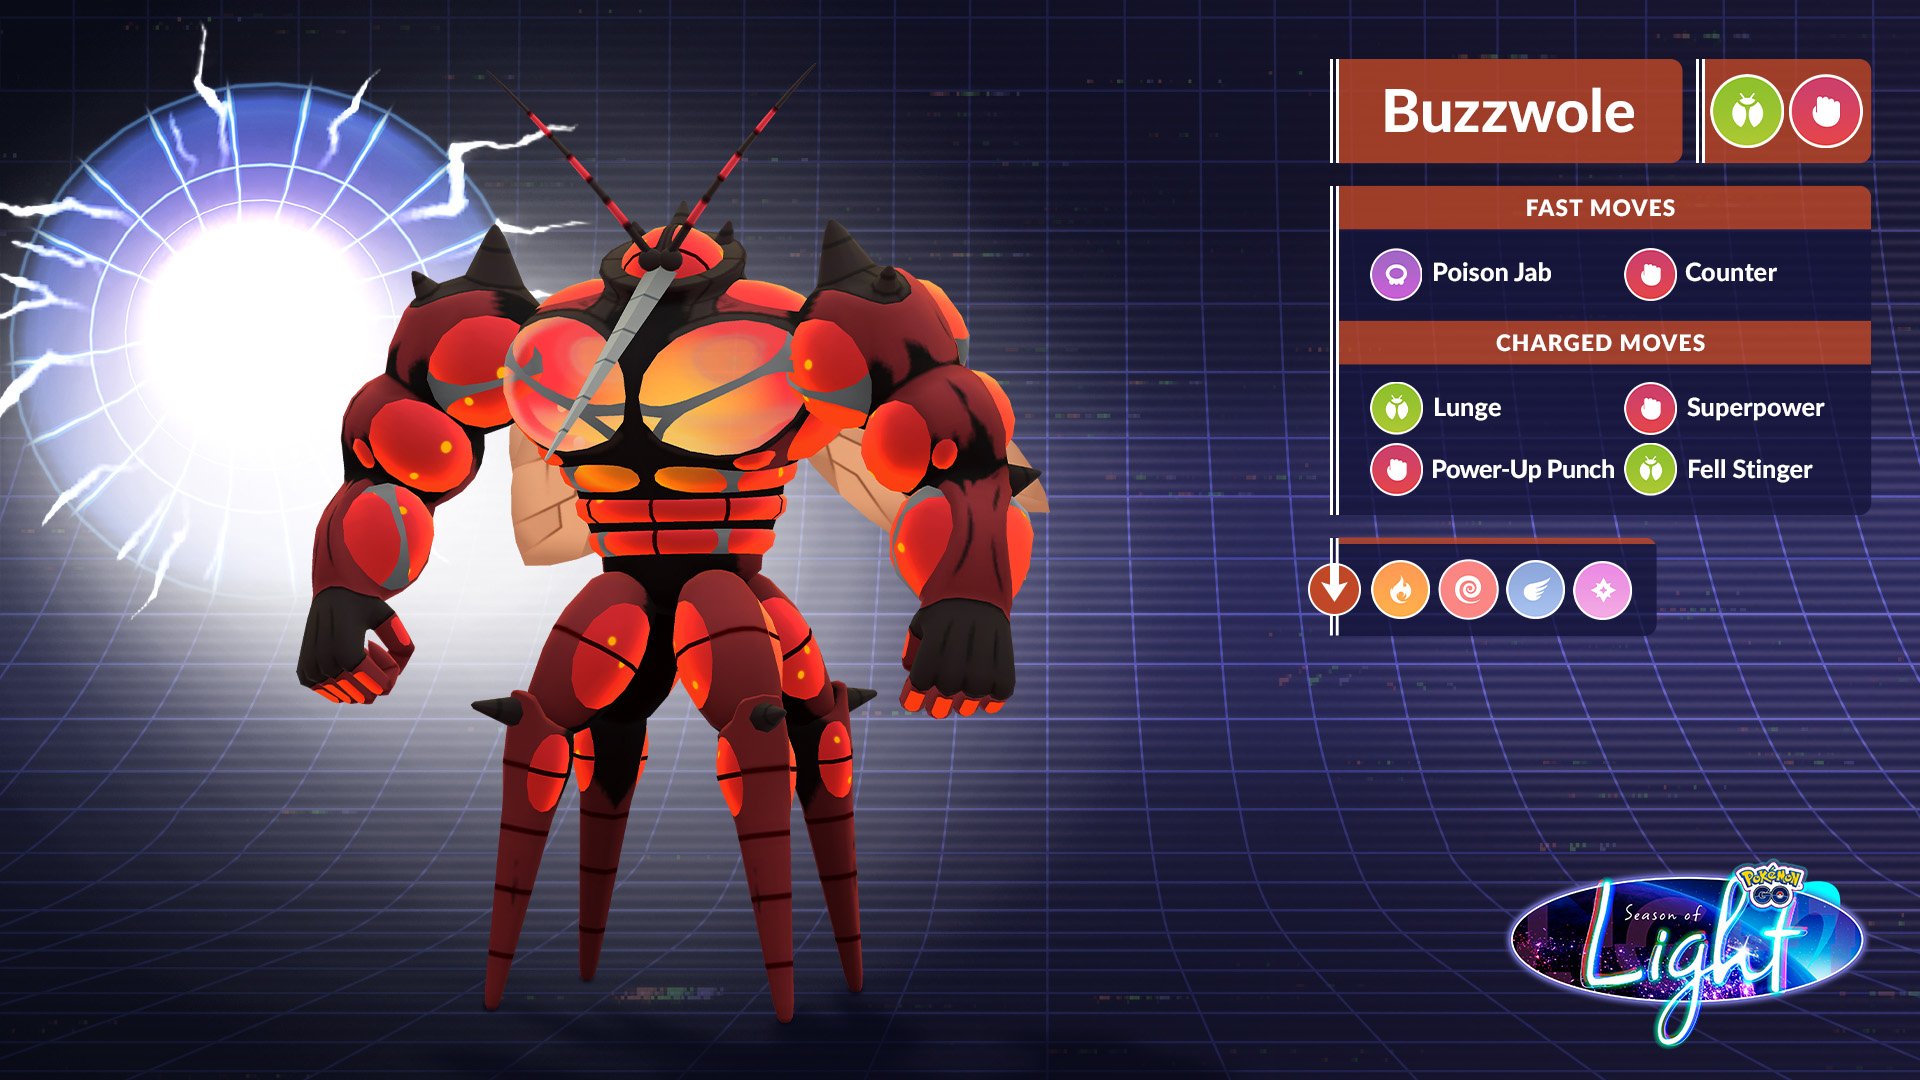 Buzzwole
FAST MOVES
Poison Jab Counter
CHARGED MOVES
Lunge Superpower
Power-Up Punch Fell Stinger
POKéMON
GO
Season of
Light